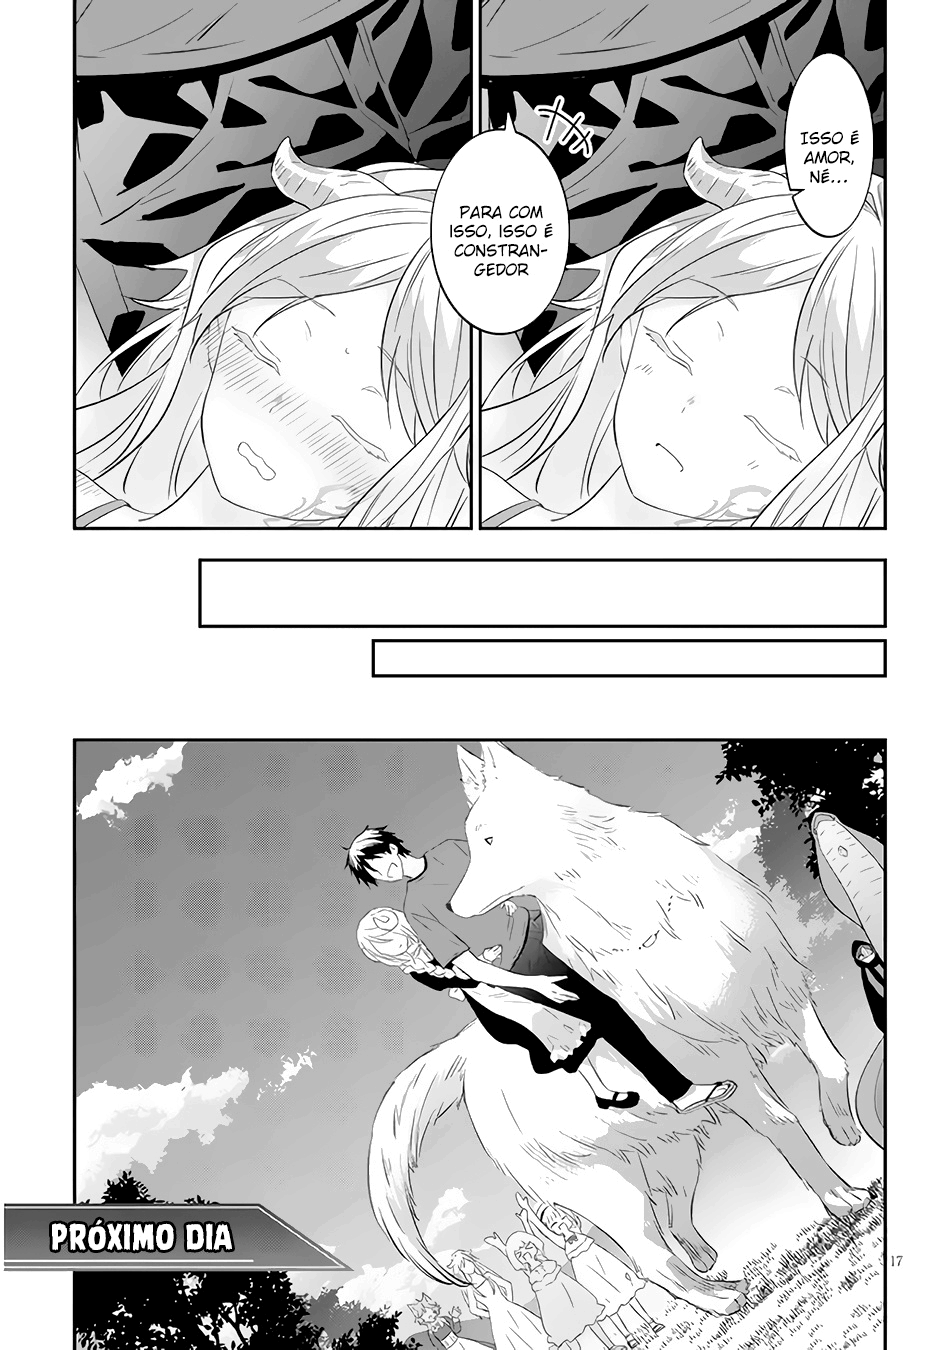 ISSO É
AMOR,
NÉ...
PARA COM
ISSO, ISSO É
CONSTRAN-
GEDOR
PRÓXIMO DIA
17